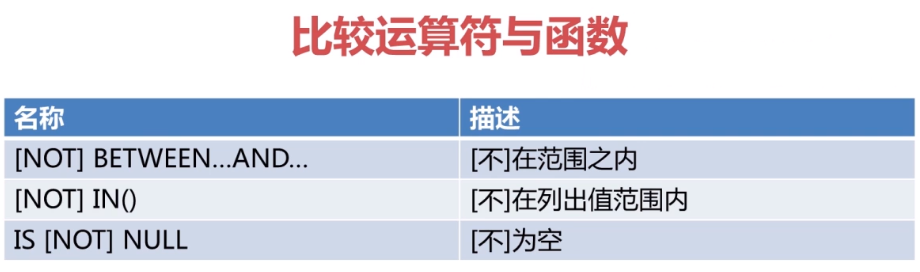 比较运算符与函数
名称 描述
[NOT] BETWEEN...AND... [不]在范围之内
[NOT] IN() [不]在列出值范围内
IS [NOT] NULL [不]为空